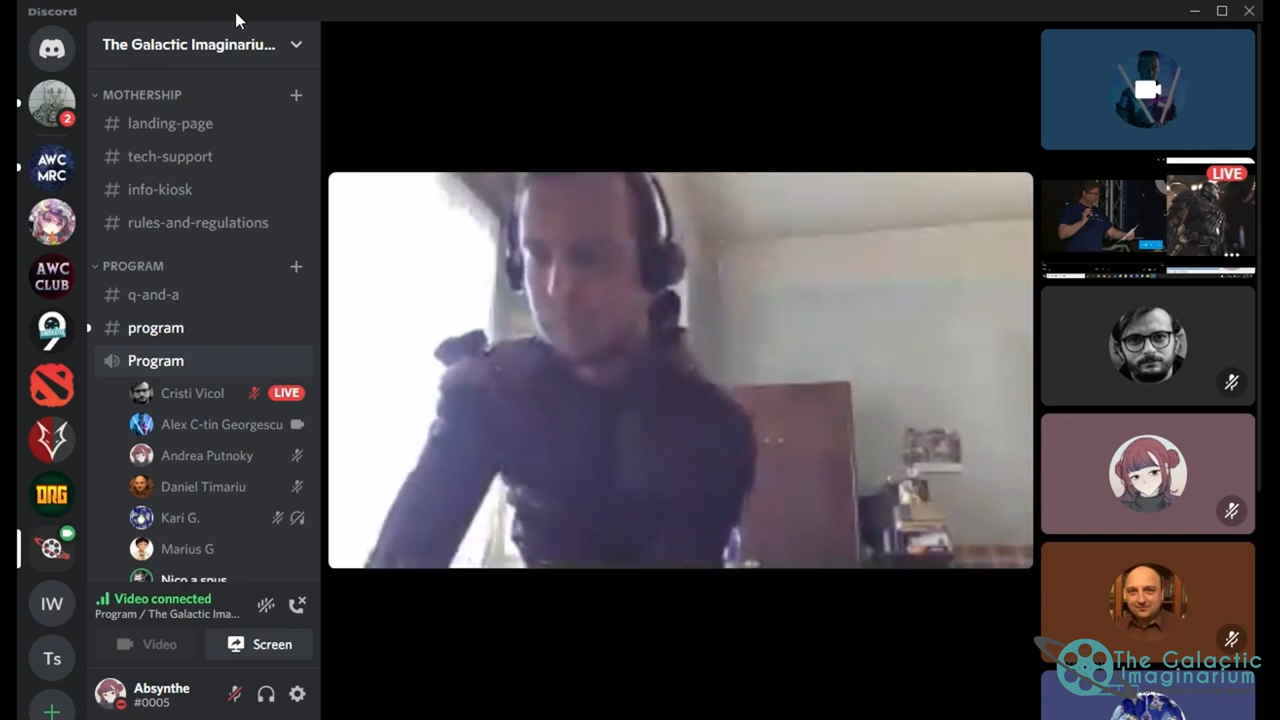 Discord
The Galactic Imaginariu...
2
MOTHERSHIP
# landing-page
# tech-support
# info-kiosk
# rules-and-regulations
AWC
MRC
AWC
CLUB
PROGRAM
# q-and-a
# program
Program
Cristi Vicol LIVE
Alex C-tin Georgescu
Andrea Putnoky
Daniel Timariu
Kari G.
Marius G
Nico a spus
DRG
IW
Ts
Video connected
Program / The Galactic Ima...
Video
Screen
Absynthe
#0005
LIVE
The Galactic
Imaginarium